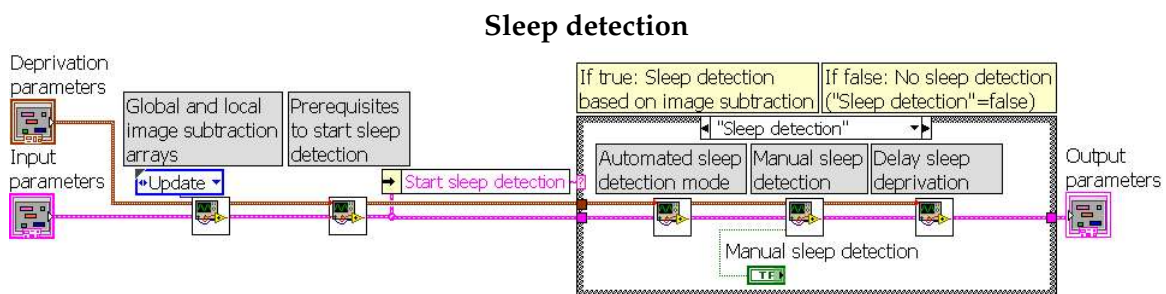 Sleep detection
Deprivation
parameters
Input
parameters
Global and local
image subtraction
arrays
Update
Prerequisites
to start sleep
detection
Start sleep detection
?
If true: Sleep detection
based on image subtraction
If false: No sleep detection
("Sleep detection"=false)
"Sleep detection"
Automated sleep
detection mode
Manual sleep
detection
Delay sleep
deprivation
Manual sleep detection
TF
Output
parameters